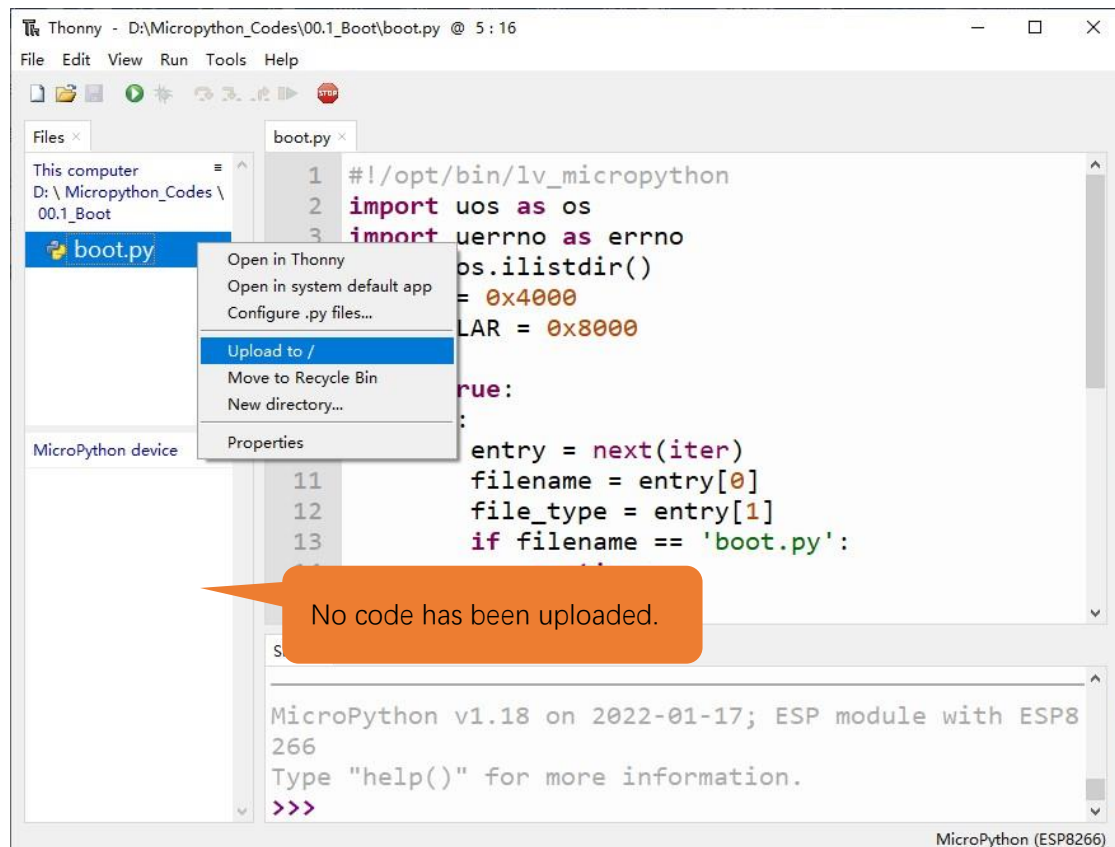 Thonny - D:\Micropython_Codes\00.1_Boot\boot.py @ 5 : 16
File Edit View Run Tools Help
STOP
Files ×
This computer
D: \ Micropython_Codes \
00.1_Boot
boot.py
Open in Thonny
Open in system default app
Configure .py files...
Upload to /
Move to Recycle Bin
New directory...
Properties
MicroPython device
boot.py ×
1 #!/opt/bin/lv_micropython
2 import uos as os
3 import uerrno as errno
os.ilistdir()
= 0x4000
LAR = 0x8000
rue:
:
entry = next(iter)
11 filename = entry[0]
12 file_type = entry[1]
13 if filename == 'boot.py':
No code has been uploaded.
MicroPython v1.18 on 2022-01-17; ESP module with ESP8
266
Type "help()" for more information.
>>>
MicroPython (ESP8266)